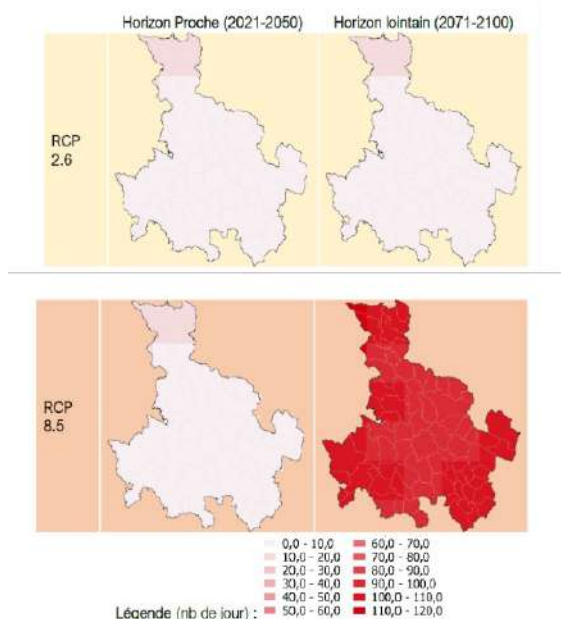 Horizon Proche (2021-2050) Horizon lointain (2071-2100)
RCP
2.6
RCP
8.5
0,0 - 10,0 60,0 - 70,0
10,0 - 20,0 70,0 - 80,0
20,0 - 30,0 80,0 - 90,0
30,0 - 40,0 90,0 - 100,0
40,0 - 50,0 100,0 - 110,0
50,0 - 60,0 110,0 - 120,0
Légende (nb de jour) :